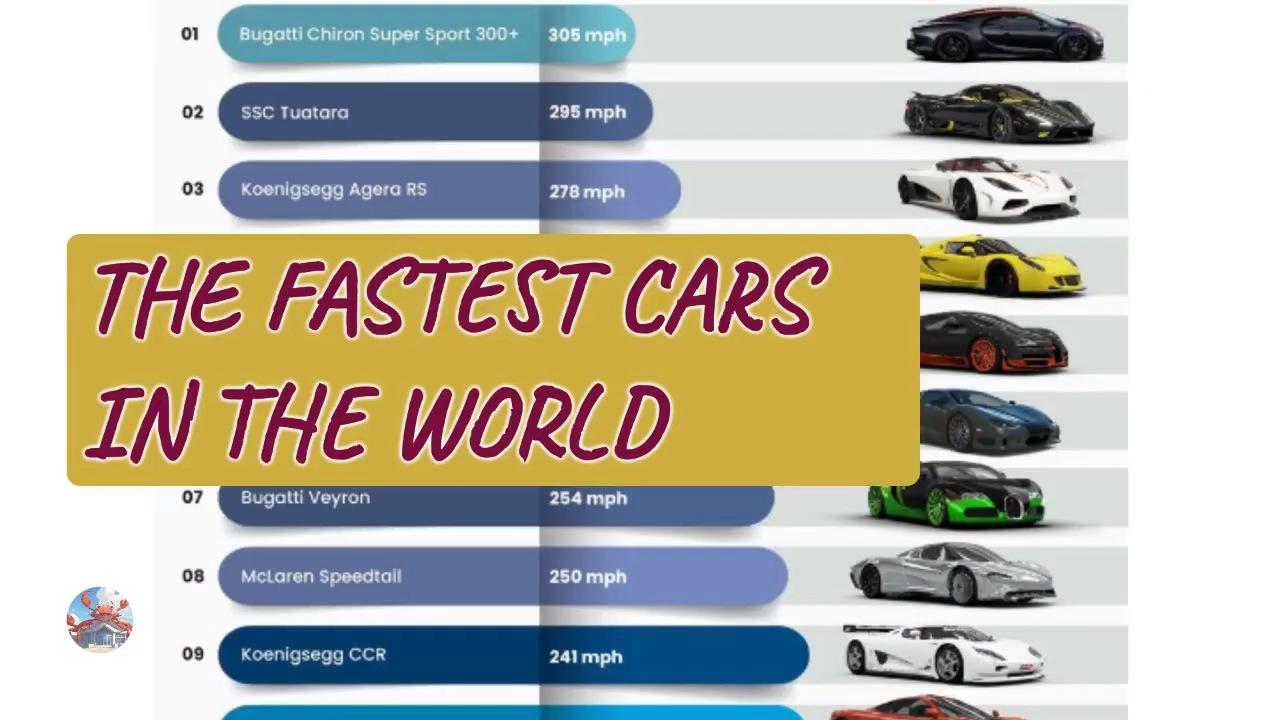 01 Bugatti Chiron Super Sport 300+ 305 mph
02 SSC Tuatara 295 mph
03 Koenigsegg Agera RS 278 mph
THE FASTEST CARS
IN THE WORLD
07 Bugatti Veyron 254 mph
08 McLaren Speedtail 250 mph
09 Koenigsegg CCR 241 mph